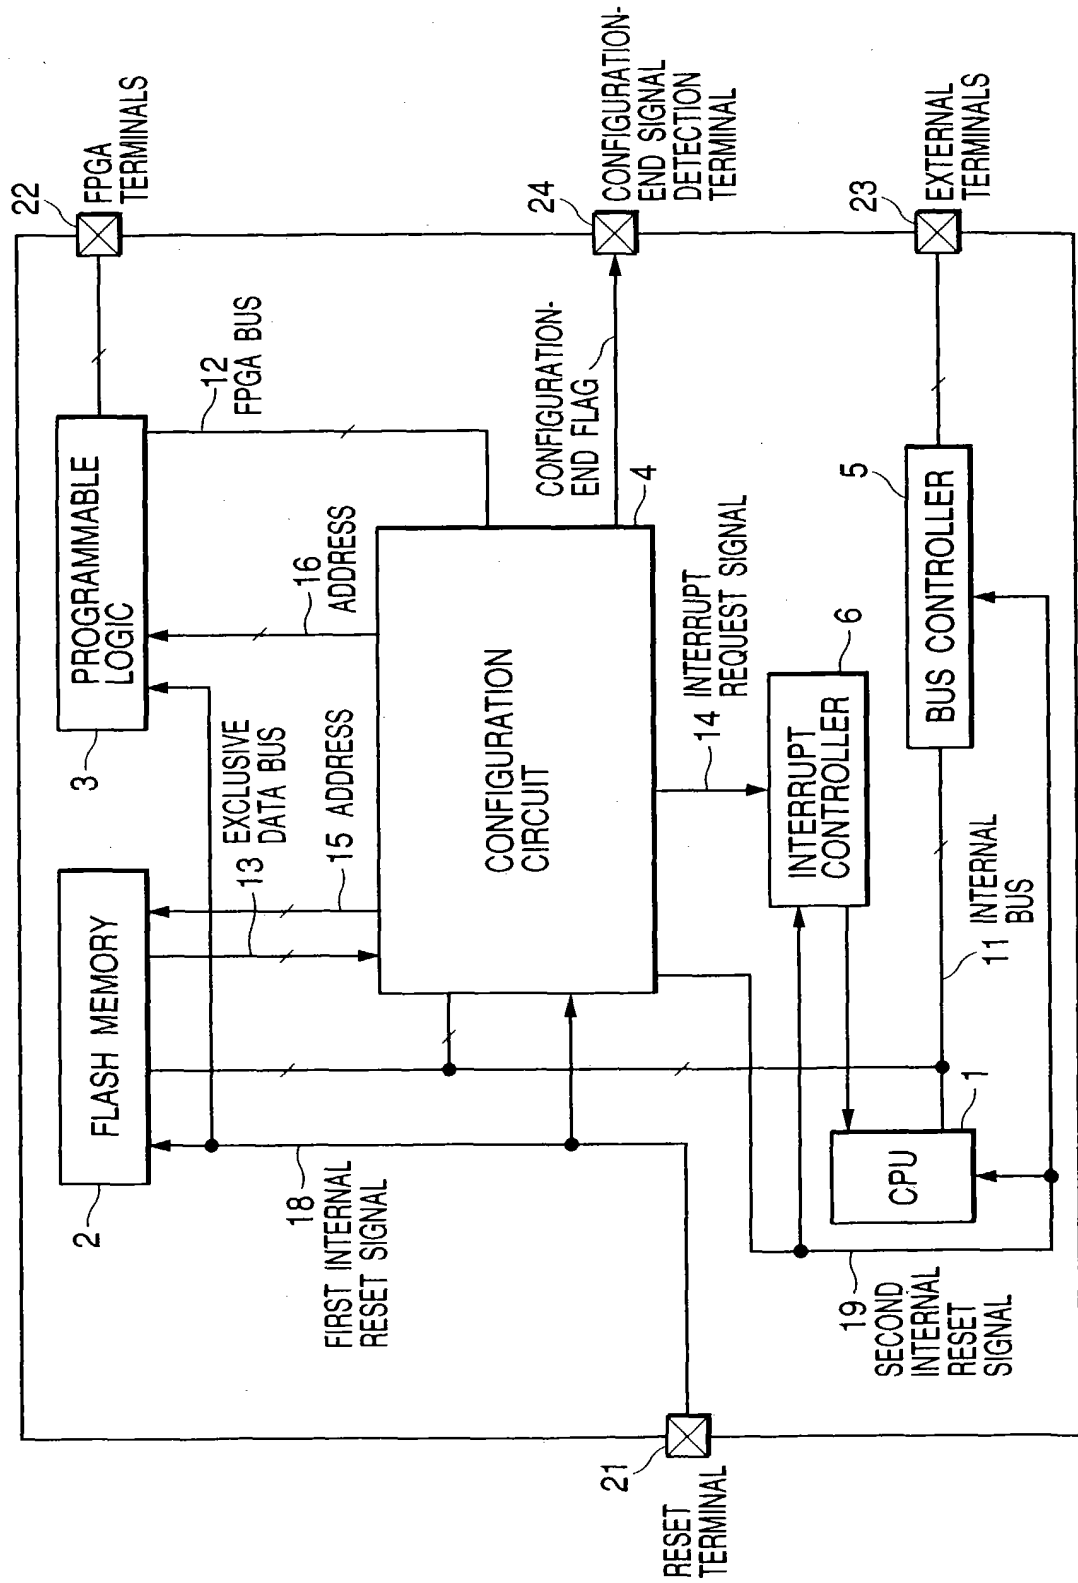 22
FPGA
TERMINALS
24
CONFIGURATION-
END SIGNAL
DETECTION
TERMINAL
23
EXTERNAL
TERMINALS
PROGRAMMABLE
LOGIC
3
12
FPGA BUS
16
ADDRESS
CONFIGURATION-
END FLAG
4
FLASH MEMORY
2
13 EXCLUSIVE
DATA BUS
15 ADDRESS
CONFIGURATION
CIRCUIT
14 INTERRUPT
REQUEST SIGNAL
6
INTERRUPT
CONTROLLER
5
BUS CONTROLLER
11 INTERNAL
BUS
1
CPU
18
FIRST INTERNAL
RESET SIGNAL
19
SECOND
INTERNAL
RESET
SIGNAL
21
RESET
TERMINAL